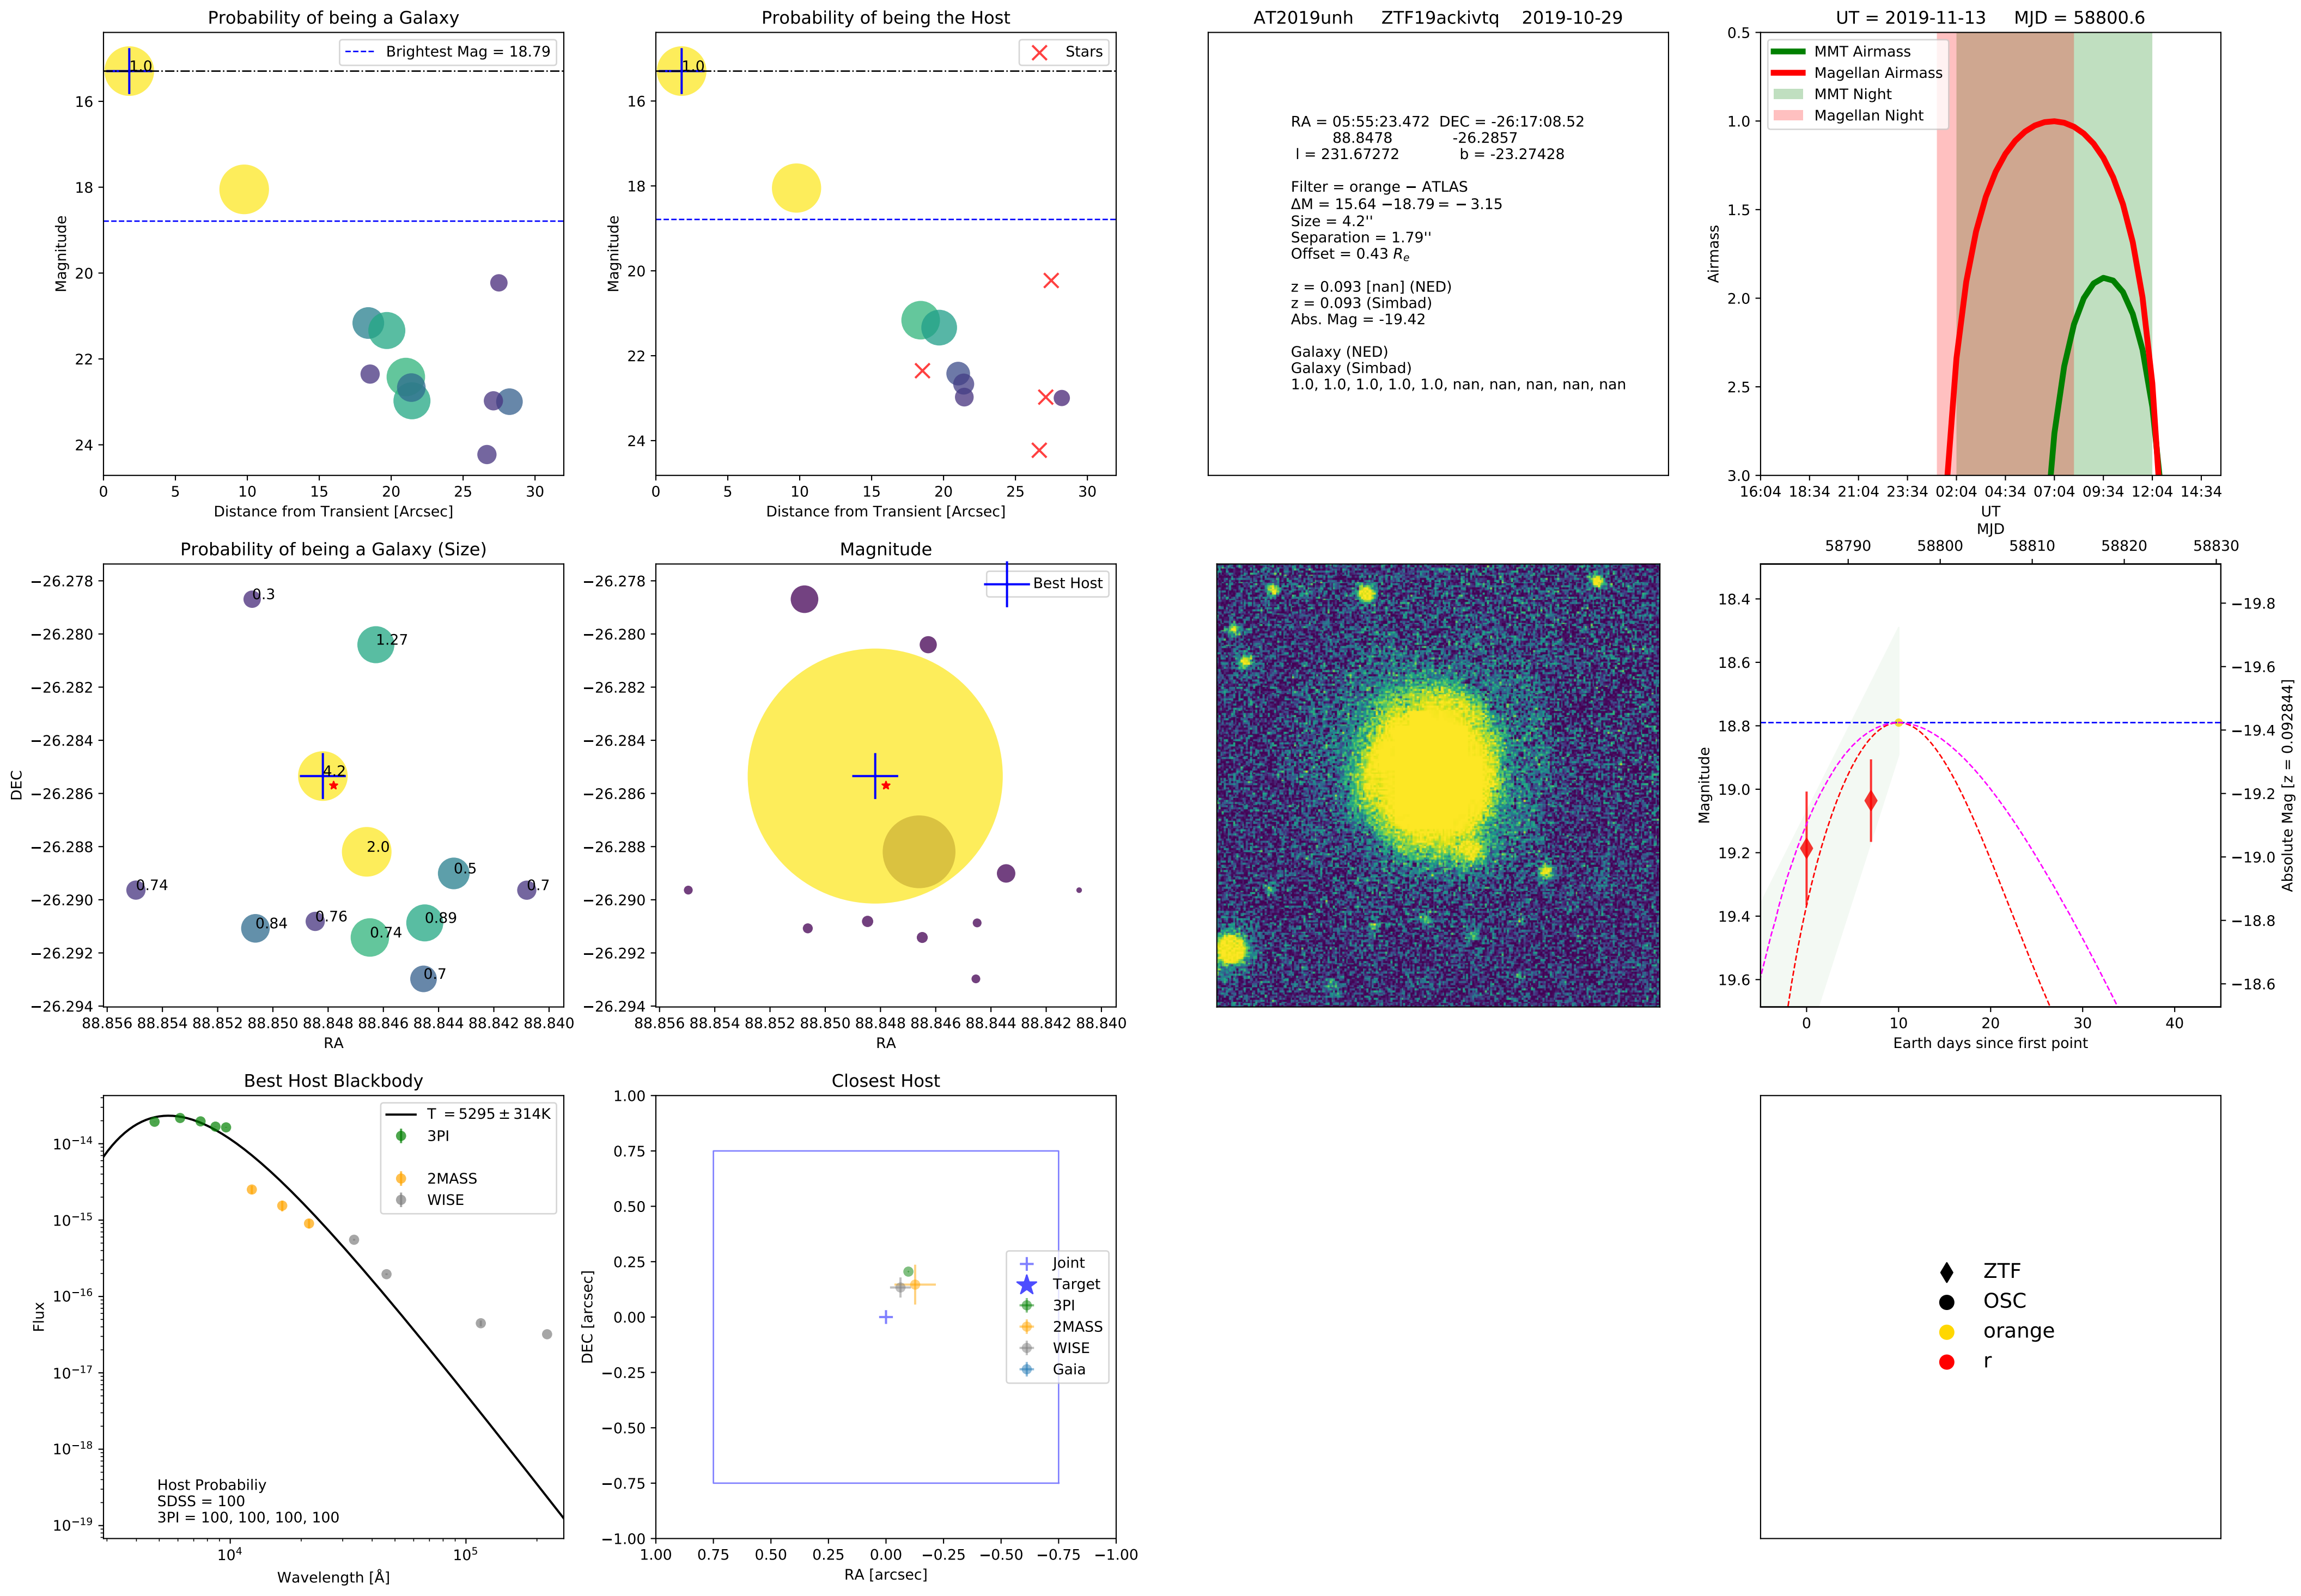 Probability of being a Galaxy
Brightest Mag = 18.79
1.0
16
18
20
22
24
Magnitude
0 5 10 15 20 25 30
Distance from Transient [Arcsec]
Probability of being the Host
Stars
1.0
16
18
20
22
24
Magnitude
0 5 10 15 20 25 30
Distance from Transient [Arcsec]
AT2019unh ZTF19ackivtq 2019-10-29
RA = 05:55:23.472 DEC = -26:17:08.52
88.8478 -26.2857
l = 231.67272 b = -23.27428
Filter = orange − ATLAS
ΔM = 15.64 −18.79 = − 3.15
Size = 4.2''
Separation = 1.79''
Offset = 0.43 Re
z = 0.093 [nan] (NED)
z = 0.093 (Simbad)
Abs. Mag = -19.42
Galaxy (NED)
Galaxy (Simbad)
1.0, 1.0, 1.0, 1.0, 1.0, nan, nan, nan, nan, nan
UT = 2019-11-13 MJD = 58800.6
MMT Airmass
Magellan Airmass
MMT Night
Magellan Night
0.5
1.0
1.5
2.0
2.5
3.0
Airmass
16:04 18:34 21:04 23:34 02:04 04:34 07:04 09:34 12:04 14:34
UT
Probability of being a Galaxy (Size)
−26.278
−26.280
−26.282
−26.284
−26.286
−26.288
−26.290
−26.292
−26.294
DEC
0.3
1.27
4.2
2.0
0.5
0.74
0.7
0.84
0.76
0.89
0.74
0.7
88.856 88.854 88.852 88.850 88.848 88.846 88.844 88.842 88.840
RA
Magnitude
Best Host
−26.278
−26.280
−26.282
−26.284
−26.286
−26.288
−26.290
−26.292
−26.294
88.856 88.854 88.852 88.850 88.848 88.846 88.844 88.842 88.840
RA
MJD
58790 58800 58810 58820 58830
18.4
18.6
18.8
19.0
19.2
19.4
19.6
Magnitude
−19.8
−19.6
−19.4
−19.2
−19.0
−18.8
−18.6
Absolute Mag [z = 0.092844]
0 10 20 30 40
Earth days since first point
Best Host Blackbody
T = 5295 ± 314K
3PI
2MASS
WISE
10−14
10−15
10−16
10−17
10−18
10−19
Flux
Host Probabiliy
SDSS = 100
3PI = 100, 100, 100, 100
104 105
Wavelength [Å]
Closest Host
1.00
0.75
0.50
0.25
0.00
−0.25
−0.50
−0.75
−1.00
DEC [arcsec]
Joint
Target
3PI
2MASS
WISE
Gaia
1.00 0.75 0.50 0.25 0.00 −0.25 −0.50 −0.75 −1.00
RA [arcsec]
ZTF
OSC
orange
r